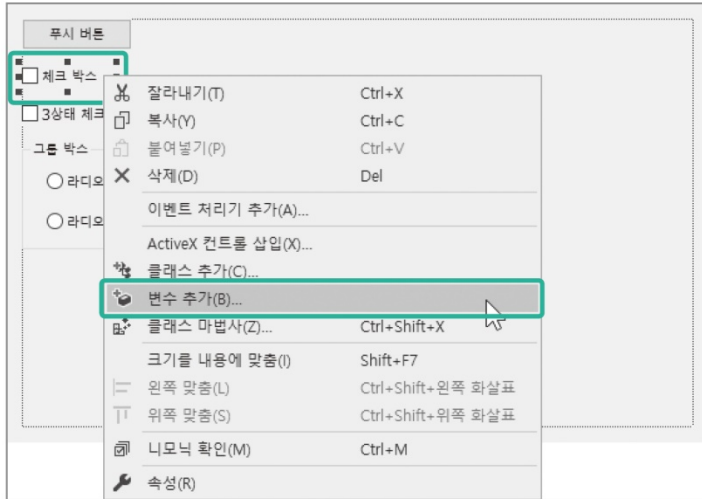 푸시 버튼
체크 박스
3상태 체크
그룹 박스
라디오
라디오
잘라내기(T) Ctrl+X
복사(Y) Ctrl+C
붙여넣기(P) Ctrl+V
삭제(D) Del
이벤트 처리기 추가(A)...
ActiveX 컨트롤 삽입(X)...
클래스 추가(C)...
변수 추가(B)...
클래스 마법사(Z)... Ctrl+Shift+X
크기를 내용에 맞춤(I) Shift+F7
왼쪽 맞춤(L) Ctrl+Shift+왼쪽 화살표
위쪽 맞춤(S) Ctrl+Shift+위쪽 화살표
니모닉 확인(M) Ctrl+M
속성(R)